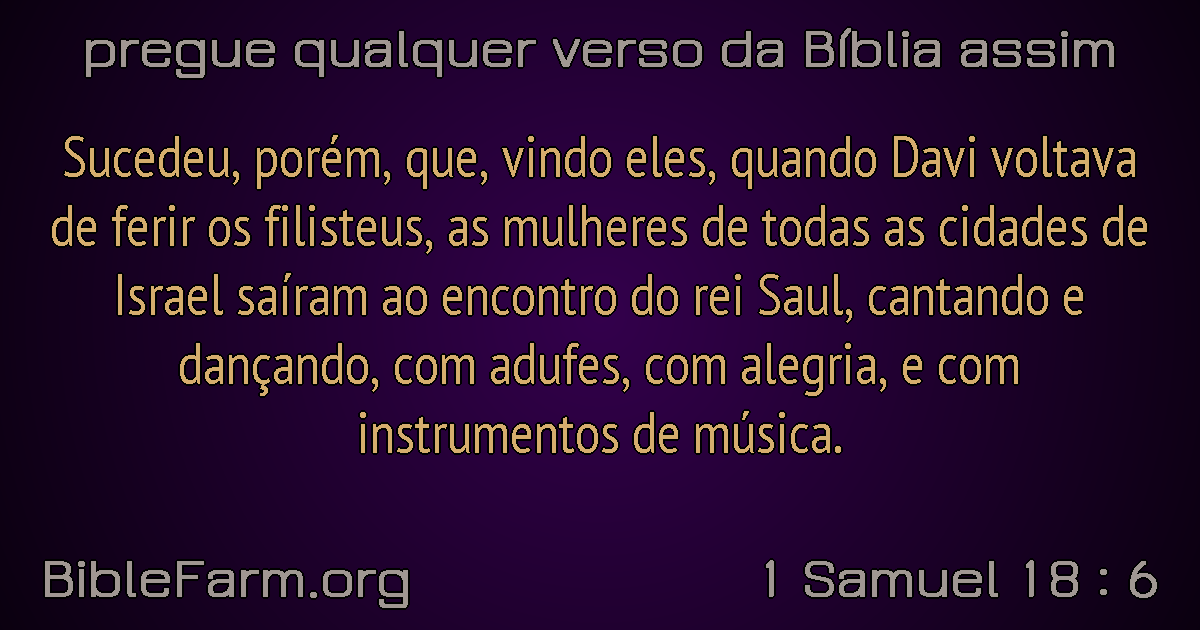 pregue qualquer verso da Bíblia assim
Sucedeu, porém, que, vindo eles, quando Davi voltava
de ferir os filisteus, as mulheres de todas as cidades de
Israel saíram ao encontro do rei Saul, cantando e
dançando, com adufes, com alegria, e com
instrumentos de música.
BibleFarm.org
1 Samuel 18 : 6